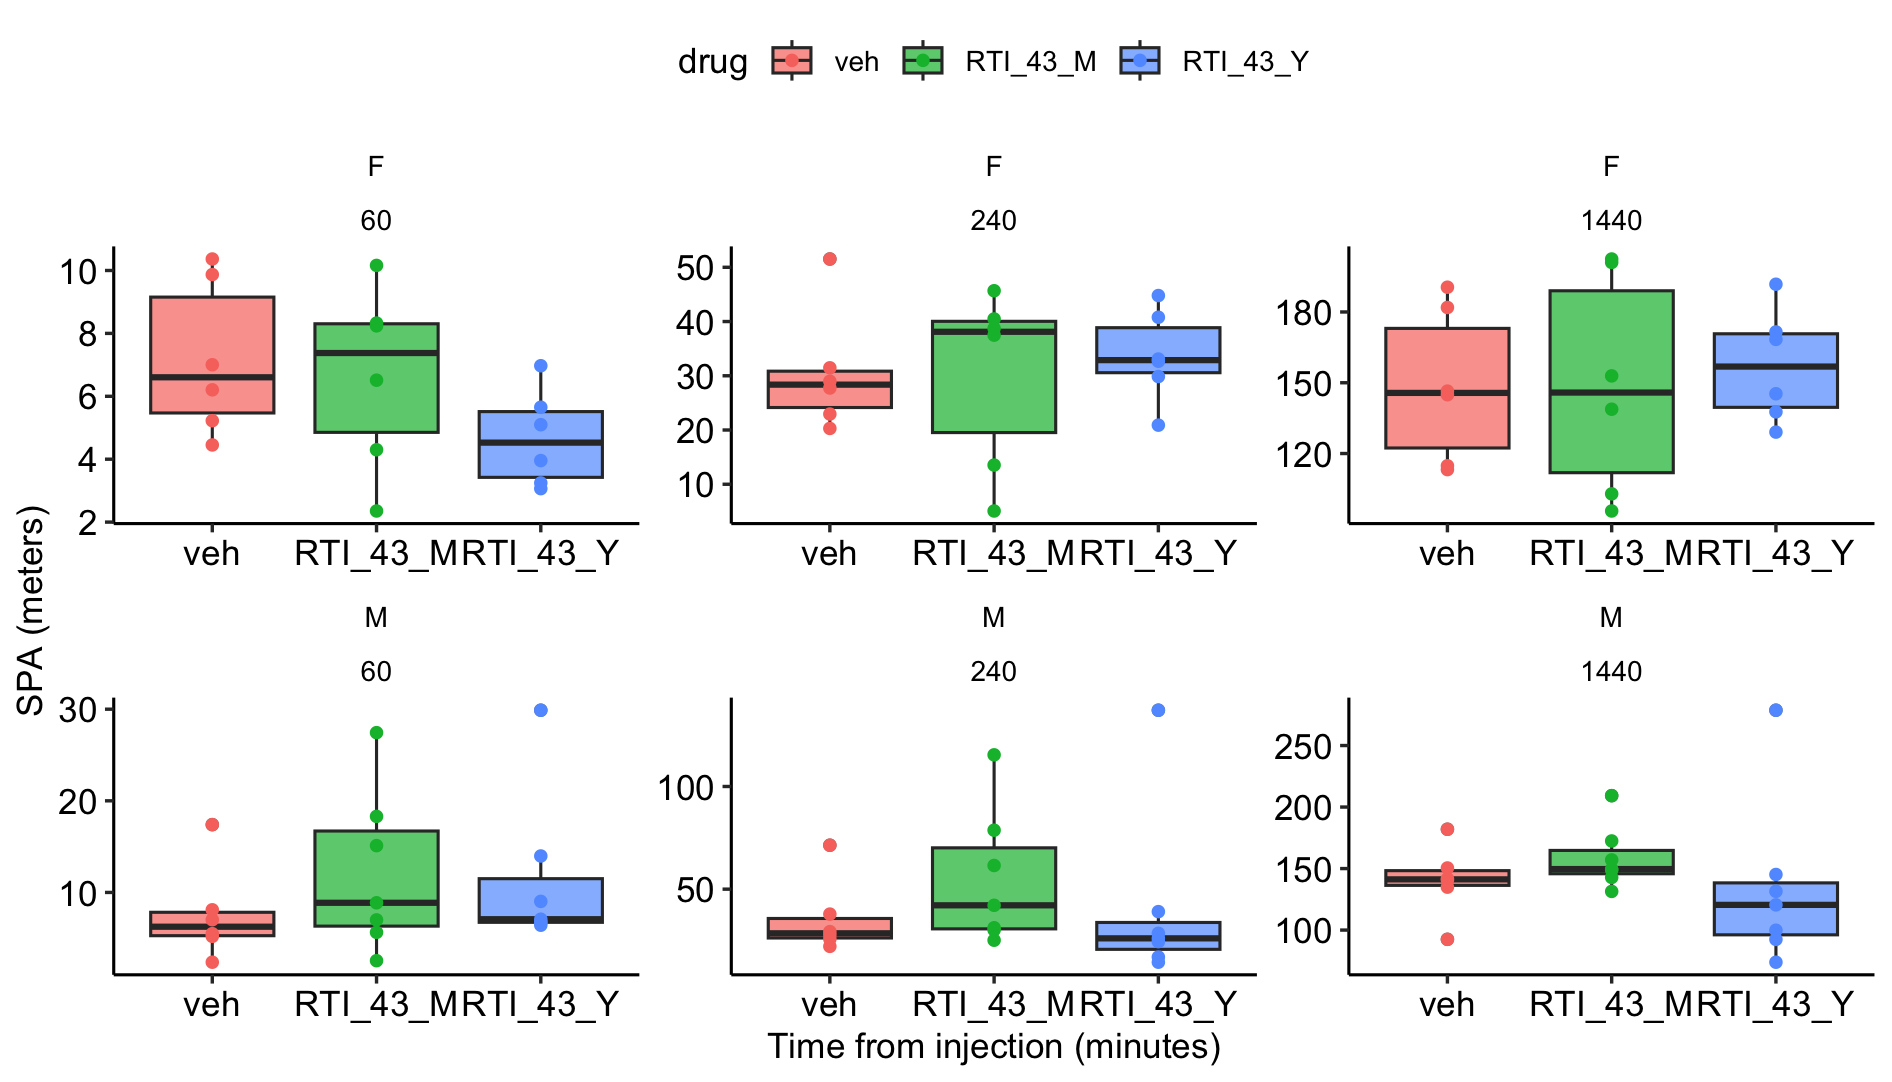 drug veh RTI_43_M RTI_43_Y
F F F
60 240 1440
10 8 6 4 2
50 40 30 20 10
180 150 120
veh RTI_43_M RTI_43_Y veh RTI_43_M RTI_43_Y veh RTI_43_M RTI_43_Y
SPA (meters)
M M M
60 240 1440
30 20 10
100 50
250 200 150 100
veh RTI_43_M RTI_43_Y veh RTI_43_M RTI_43_Y veh RTI_43_M RTI_43_Y
Time from injection (minutes)